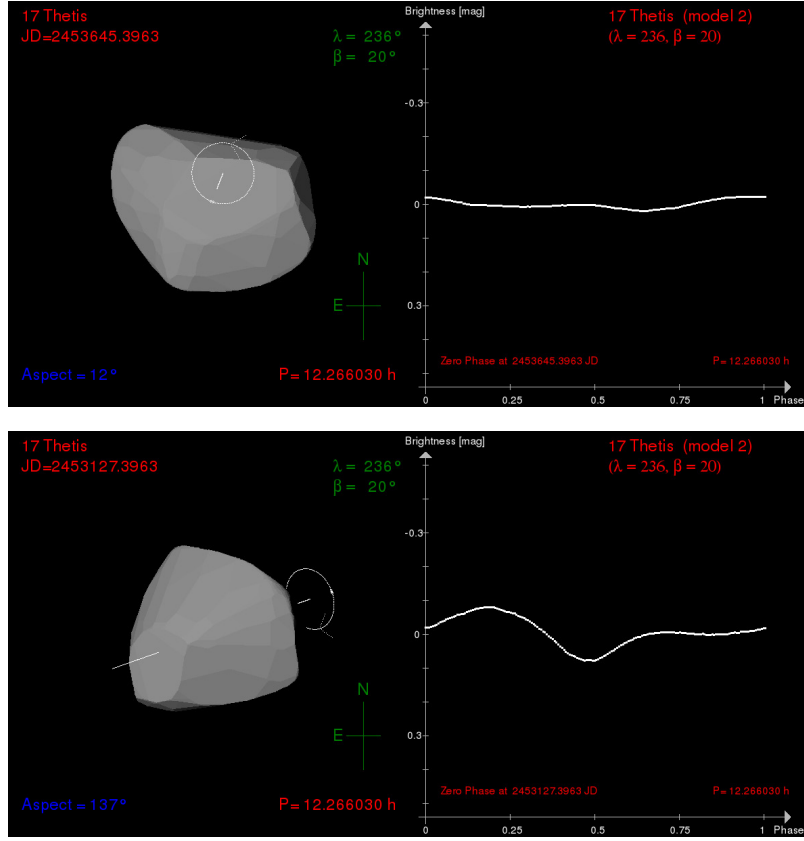 17 Thetis
JD=2453645.3963
λ = 236°
β = 20°
N
E
Aspect = 12°
P= 12.266030 h
Brightness [mag]
17 Thetis (model 2)
(λ = 236, β = 20)
-0.3
0
0.3
Zero Phase at 2453645.3963 JD
P= 12.266030 h
0
0.25
0.5
0.75
1
Phase
17 Thetis
JD=2453127.3963
λ = 236°
β = 20°
N
E
Aspect = 137°
P= 12.266030 h
Brightness [mag]
17 Thetis (model 2)
(λ = 236, β = 20)
-0.3
0
0.3
Zero Phase at 2453127.3963 JD
P= 12.266030 h
0
0.25
0.5
0.75
1
Phase